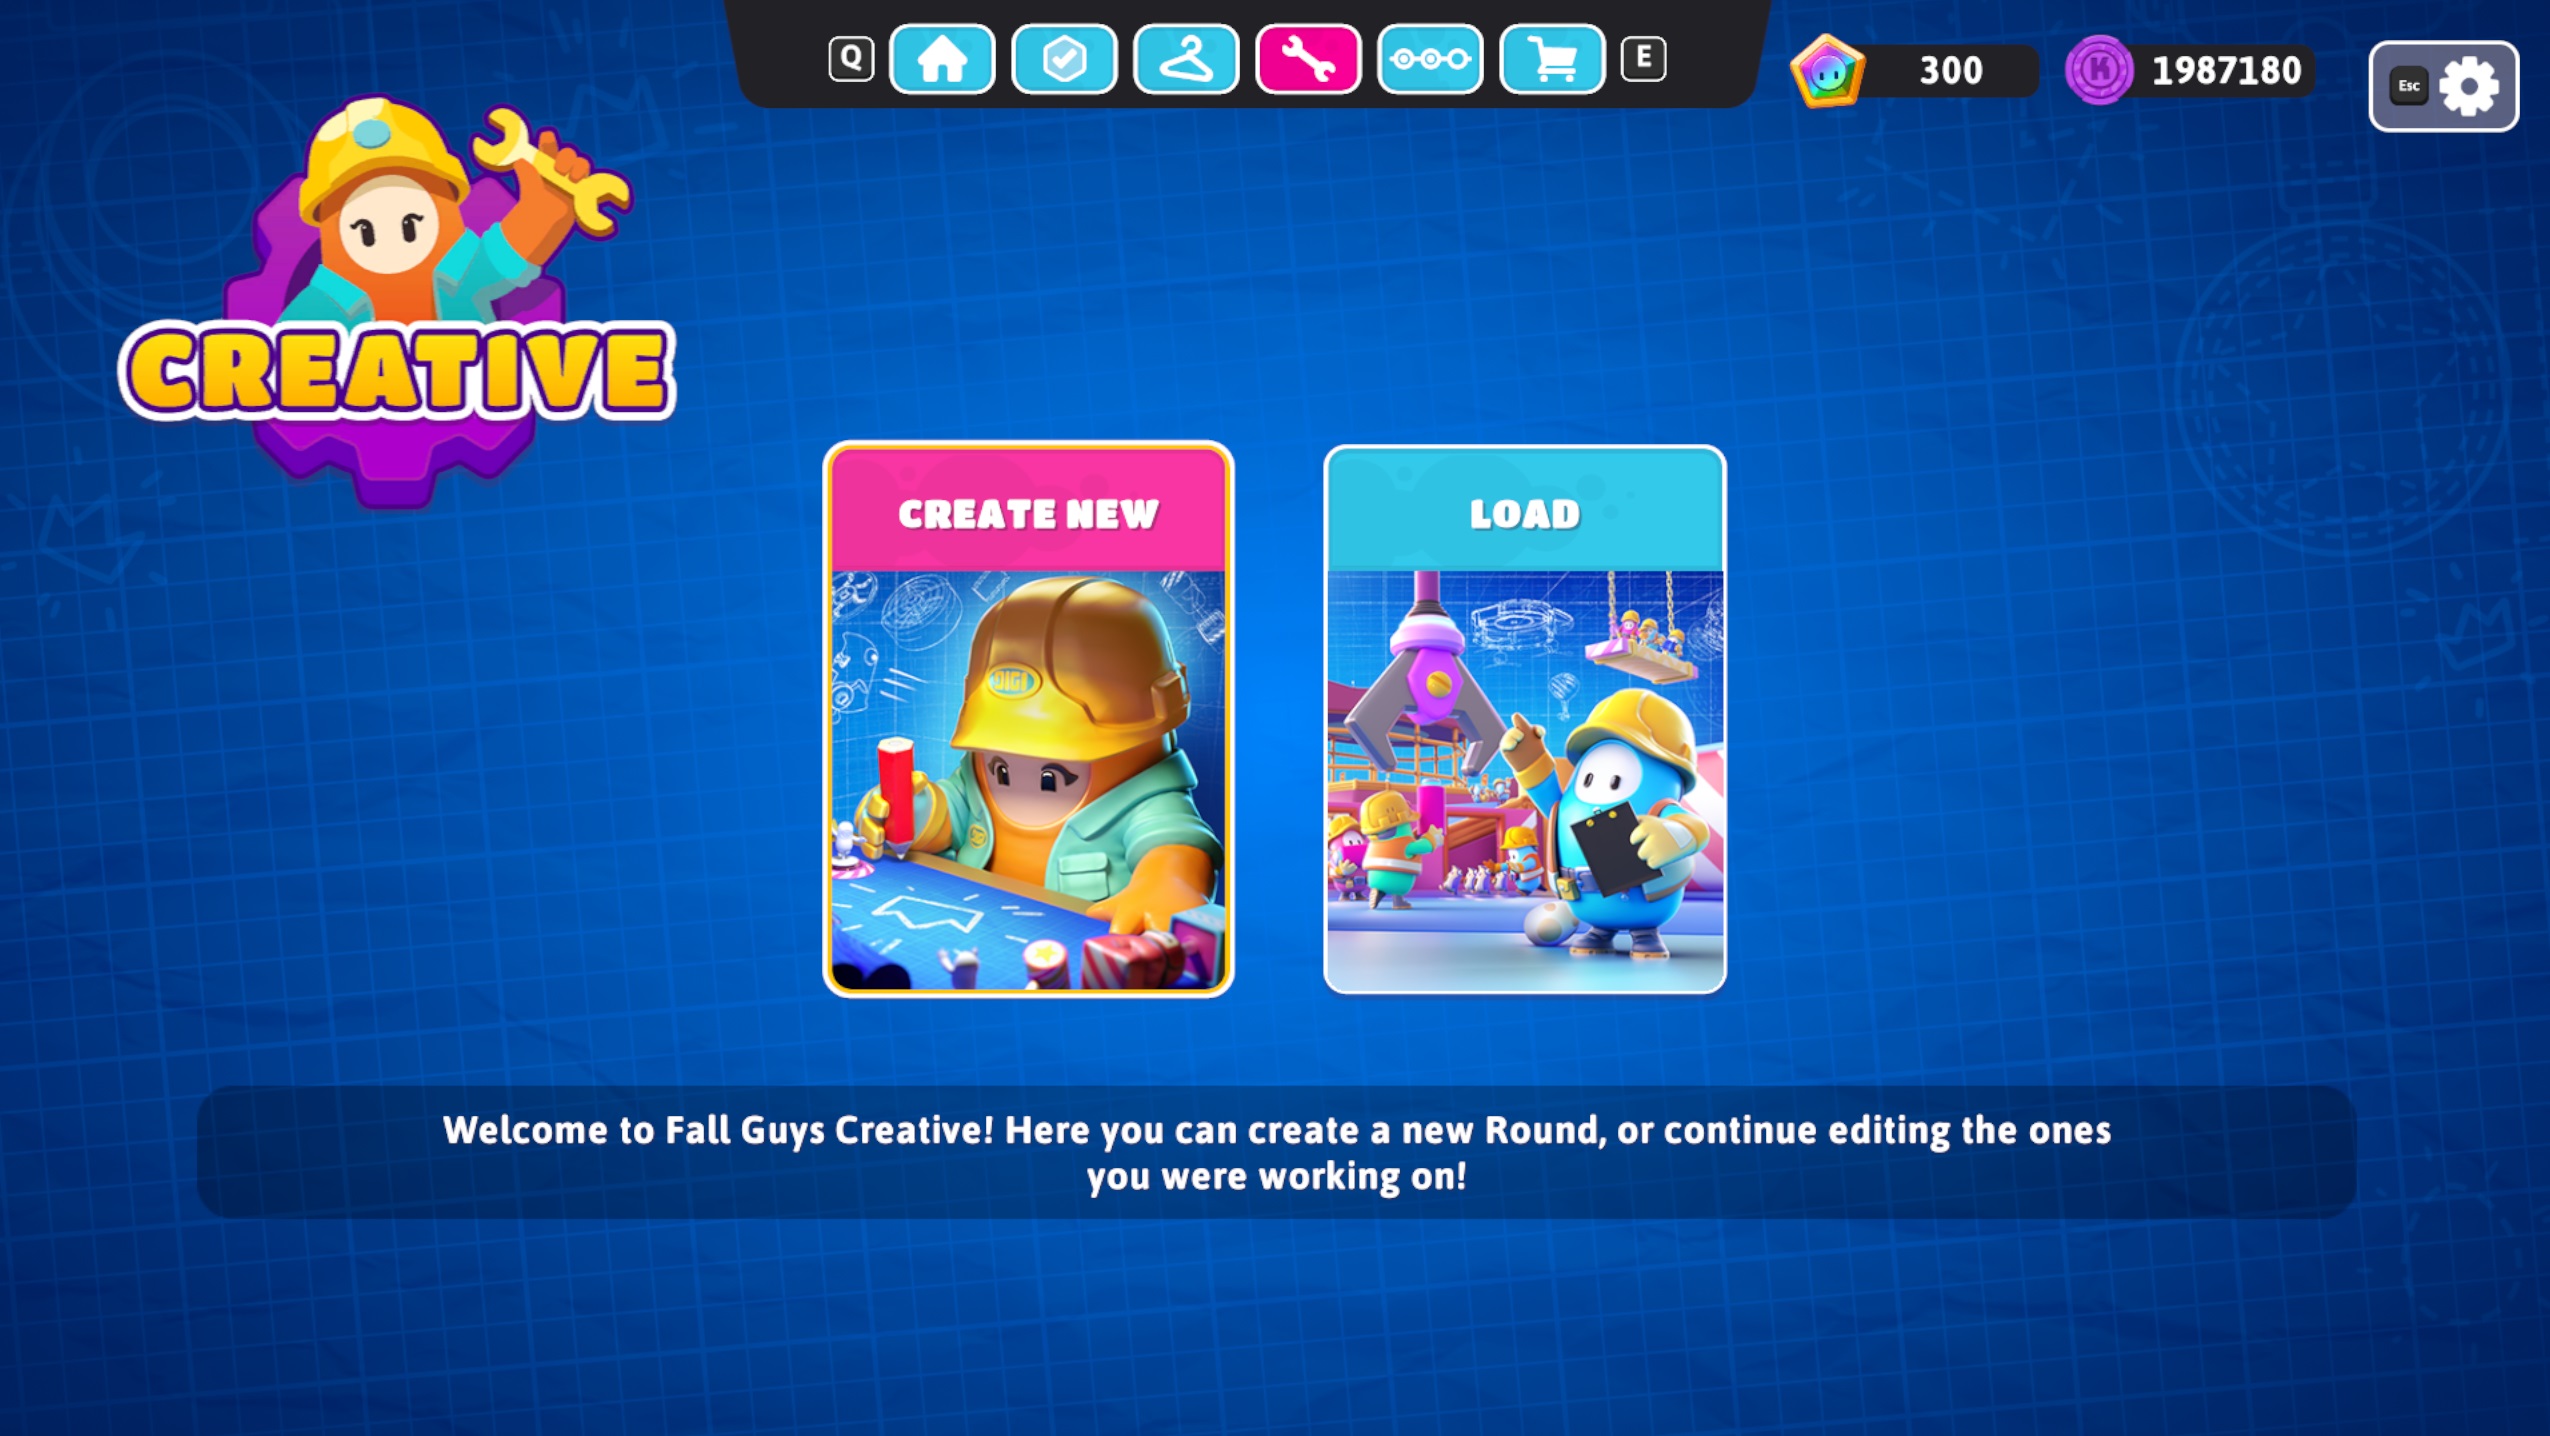 Q
E
300
K
1987180
Esc
CREATIVE
CREATE NEW
LOAD
DIGI
Welcome to Fall Guys Creative! Here you can create a new Round, or continue editing the ones
you were working on!